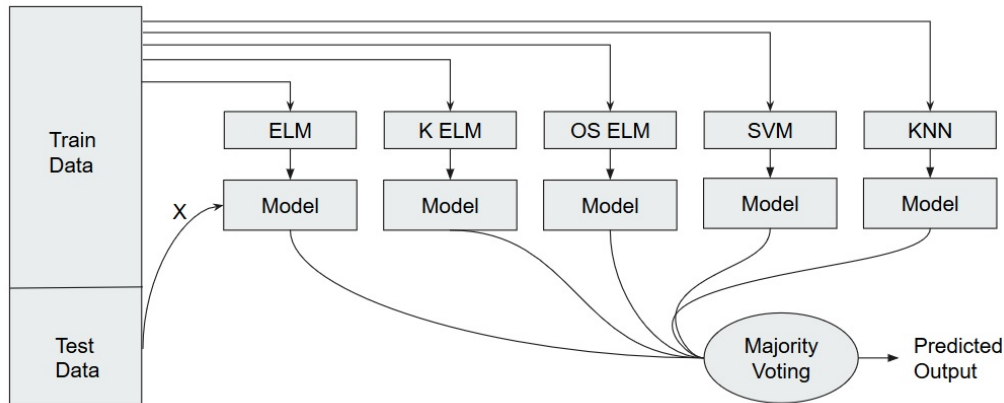 Train
Data
ELM
K ELM
OS ELM
SVM
KNN
X
Model
Model
Model
Model
Model
Test
Data
Majority
Voting
Predicted
Output